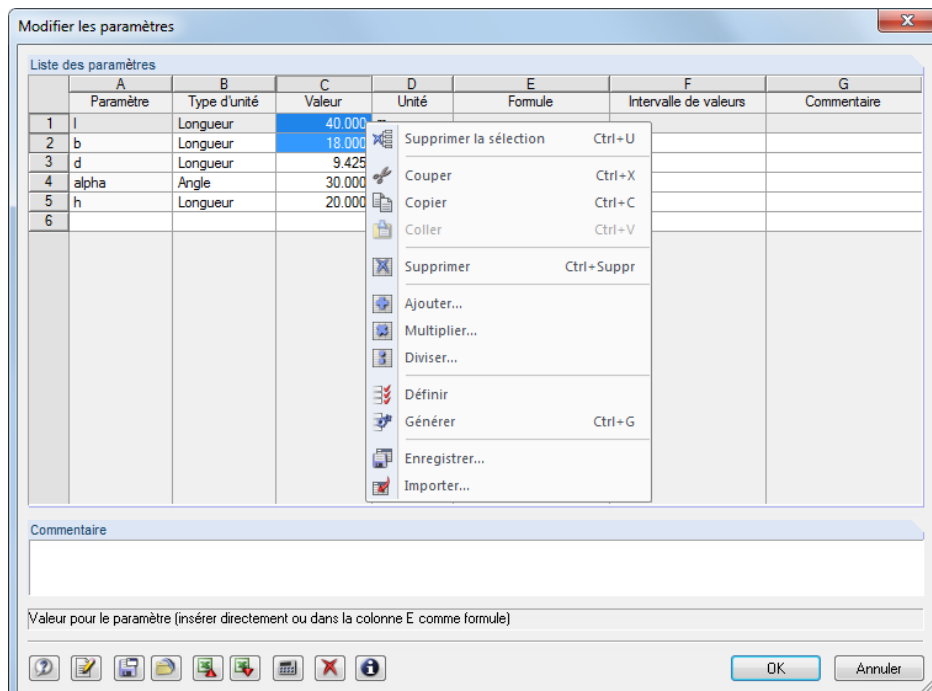 Modifier les paramètres
Liste des paramètres
A B C D E F G
Paramètre Type d'unité Valeur Unité Formule Intervalle de valeurs Commentaire
1 l Longueur 40.000
2 b Longueur 18.000
3 d Longueur 9.425
4 alpha Angle 30.000
5 h Longueur 20.000
6
Supprimer la sélection Ctrl+U
Couper Ctrl+X
Copier Ctrl+C
Coller Ctrl+V
Supprimer Ctrl+Suppr
Ajouter...
Multiplier...
Diviser...
Définir
Générer Ctrl+G
Enregistrer...
Importer...
Commentaire
Valeur pour le paramètre (insérer directement ou dans la colonne E comme formule)
OK Annuler